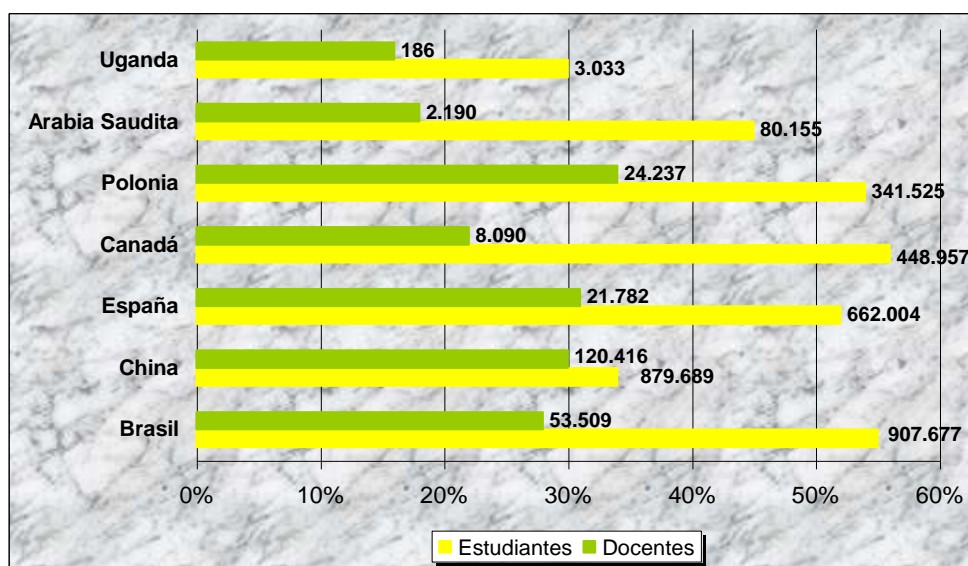 Uganda
186
3.033
Arabia Saudita
2.190
80.155
Polonia
24.237
341.525
Canadá
8.090
448.957
España
21.782
662.004
China
120.416
879.689
Brasil
53.509
907.677
0% 10% 20% 30% 40% 50% 60%
Estudiantes Docentes